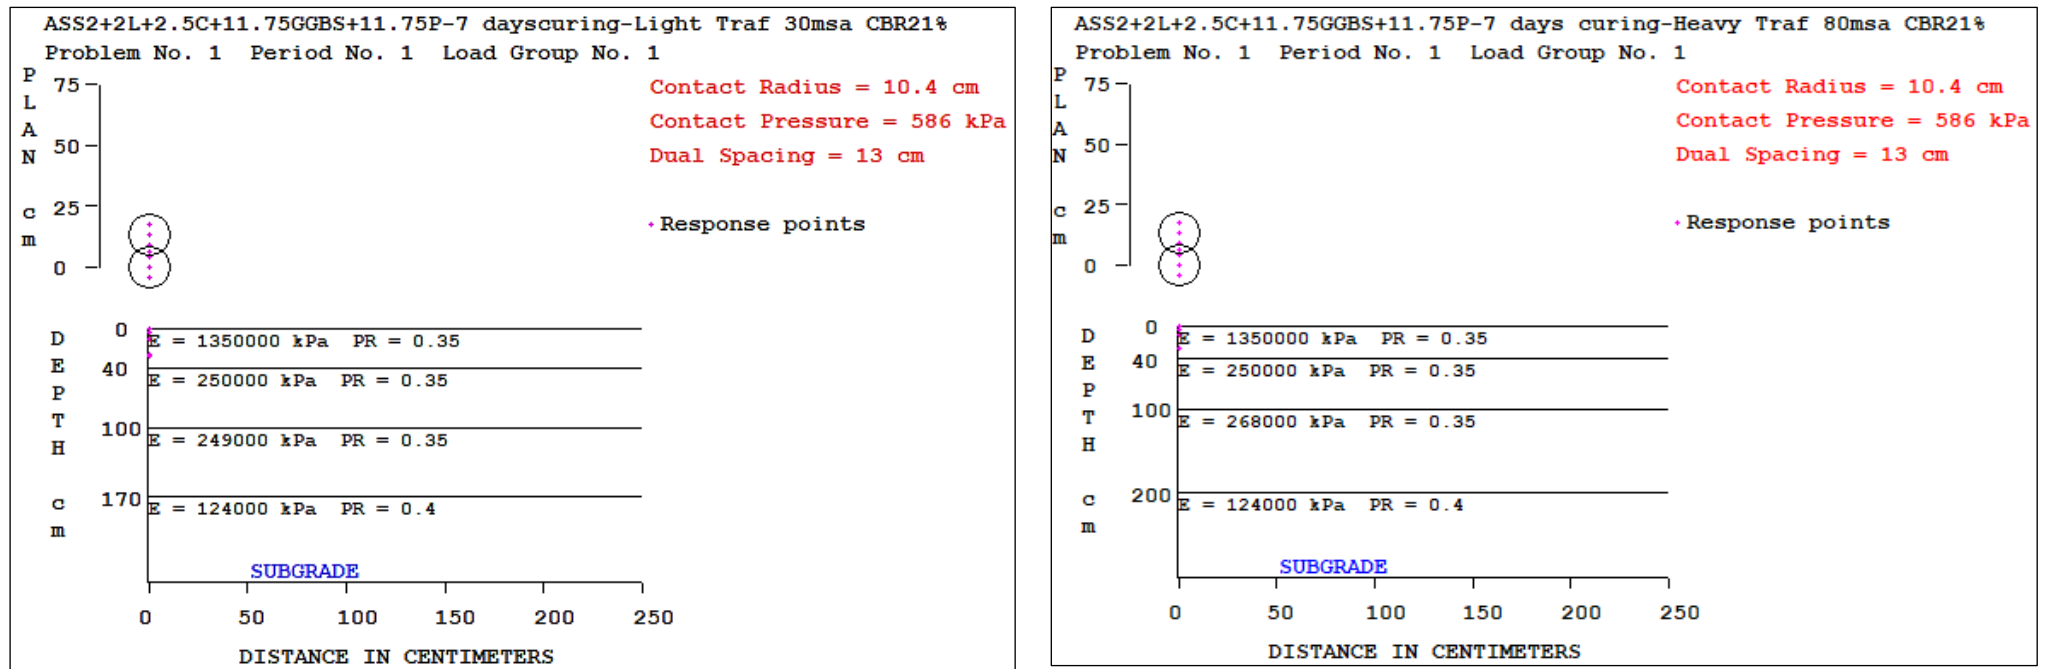 ASS2+2L+2.5C+11.75GGBS+11.75P-7 dayscuring-Light Traf 30msa CBR21%
Problem No. 1 Period No. 1 Load Group No. 1
PLAN cm
75
50
25
0
Contact Radius = 10.4 cm
Contact Pressure = 586 kPa
Dual Spacing = 13 cm
Response points
DEPTH cm
0
E = 1350000 kPa PR = 0.35
40
E = 250000 kPa PR = 0.35
100
E = 249000 kPa PR = 0.35
170
E = 124000 kPa PR = 0.4
SUBGRADE
0 50 100 150 200 250
DISTANCE IN CENTIMETERS
ASS2+2L+2.5C+11.75GGBS+11.75P-7 days curing-Heavy Traf 80msa CBR21%
Problem No. 1 Period No. 1 Load Group No. 1
PLAN cm
75
50
25
0
Contact Radius = 10.4 cm
Contact Pressure = 586 kPa
Dual Spacing = 13 cm
Response points
DEPTH cm
0
E = 1350000 kPa PR = 0.35
40
E = 250000 kPa PR = 0.35
100
E = 268000 kPa PR = 0.35
200
E = 124000 kPa PR = 0.4
SUBGRADE
0 50 100 150 200 250
DISTANCE IN CENTIMETERS